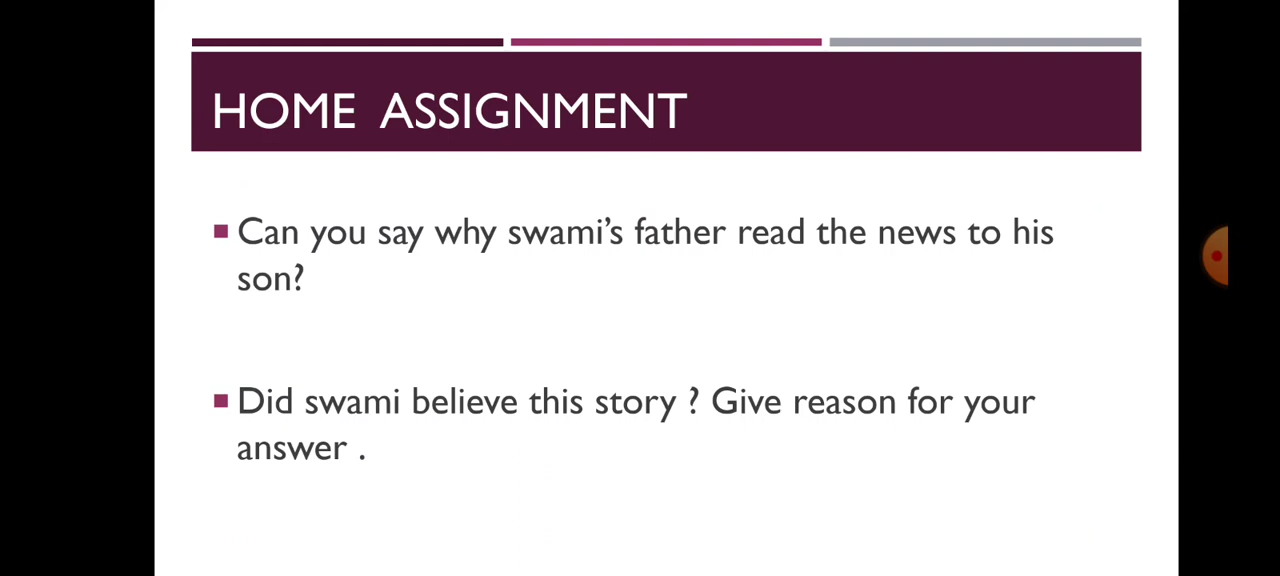 HOME ASSIGNMENT
Can you say why swami's father read the news to his
son?
Did swami believe this story ? Give reason for your
answer .